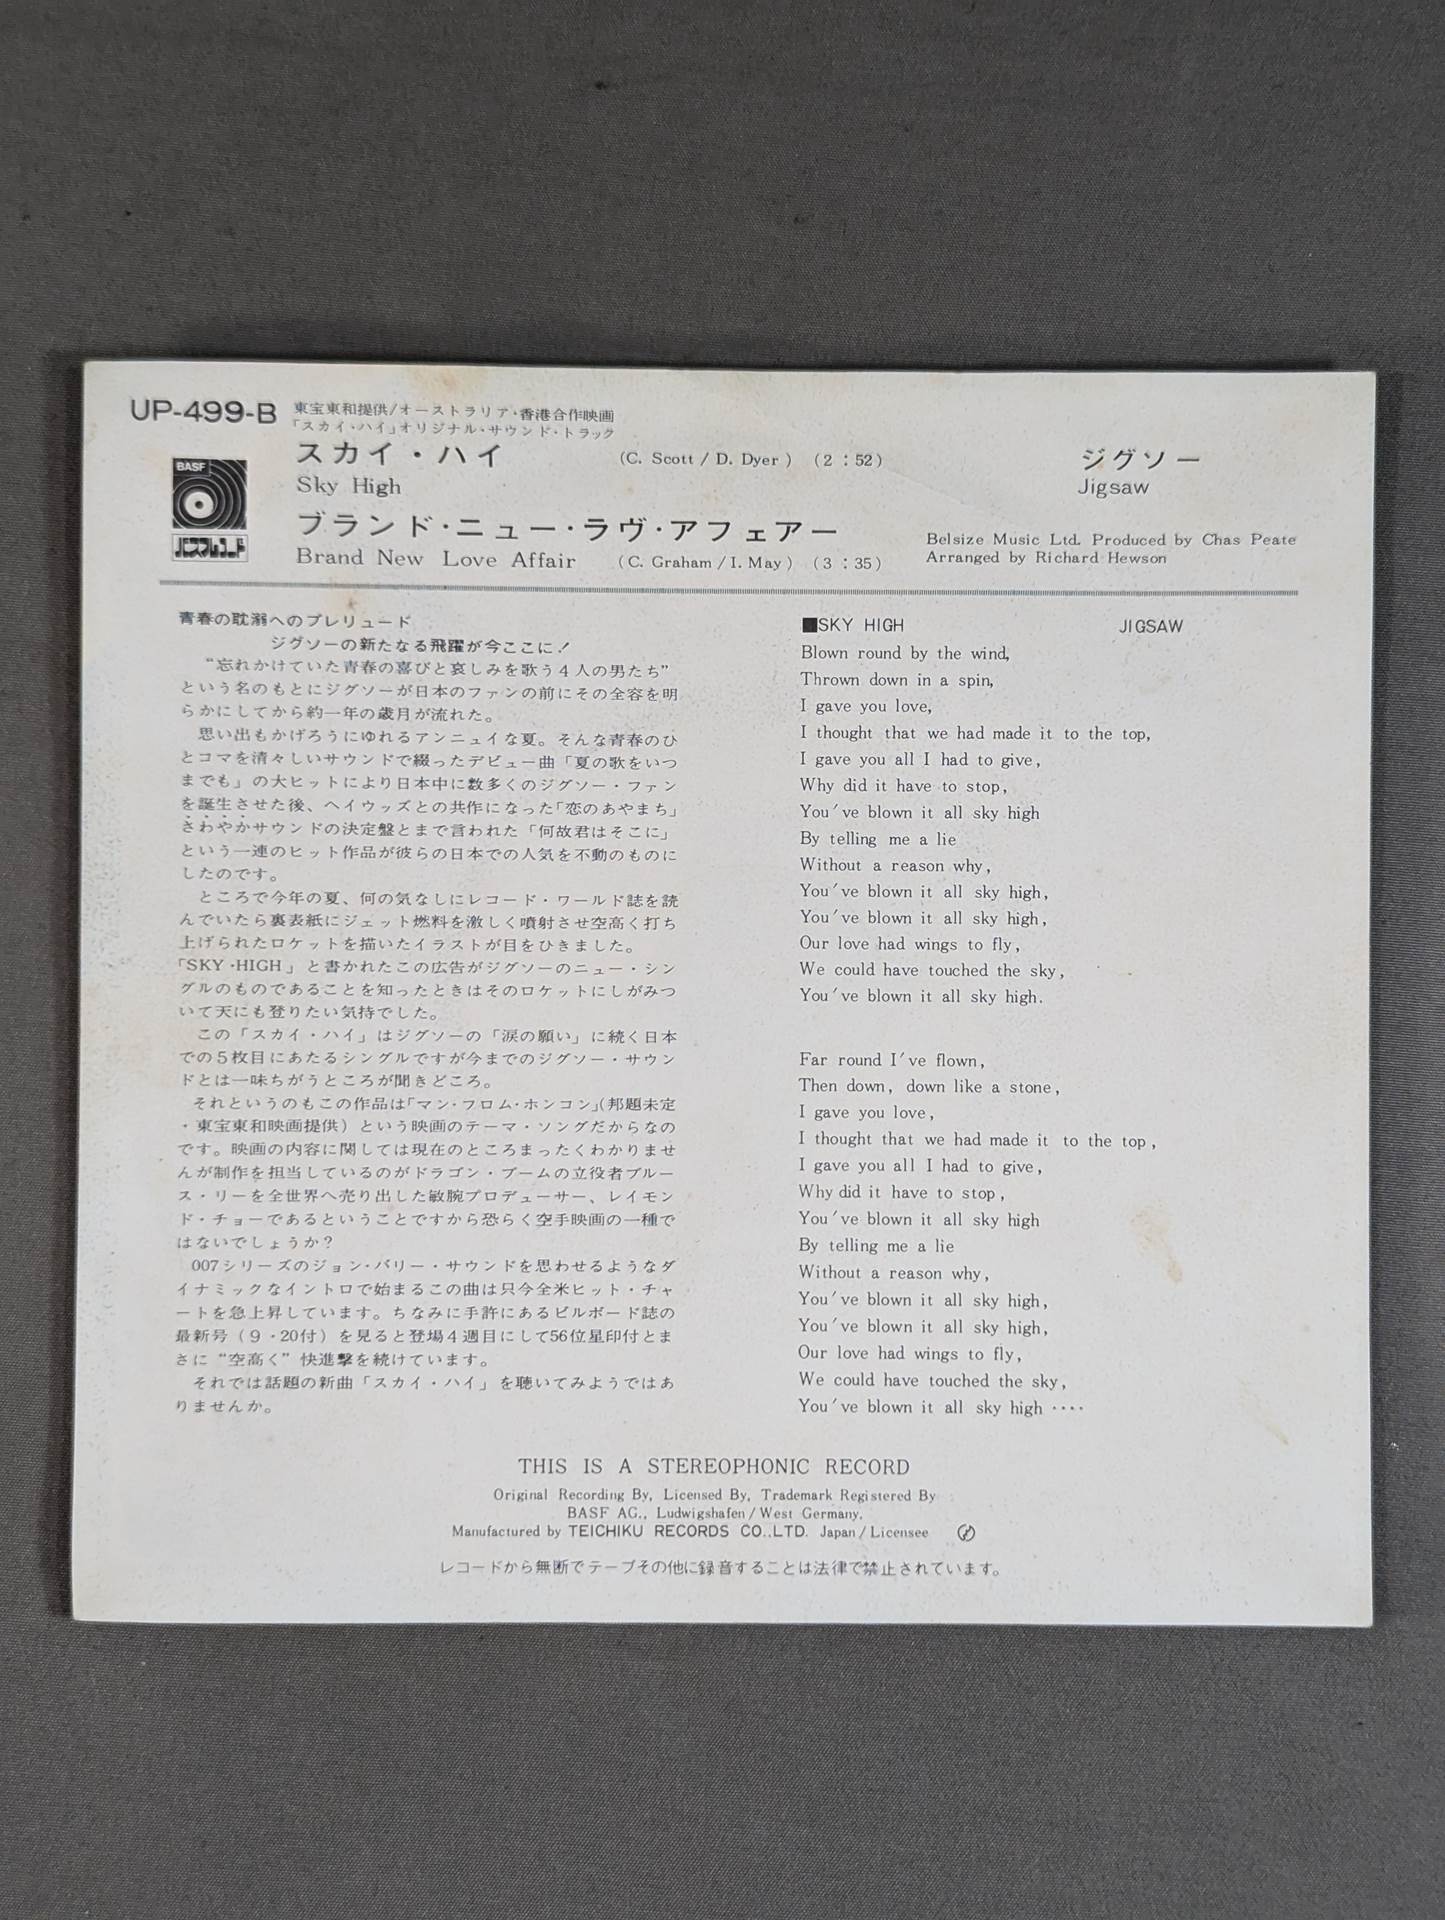 UP-499-B
東宝東和提供/オーストラリア・香港合作映画
「スカイ・ハイ」オリジナル・サウンド・トラック
スカイ・ハイ (C. Scott / D. Dyer) (2:52) ジグソー
Sky High Jigsaw
BASF
バスフレコード
ブランド・ニュー・ラヴ・アフェアー
Brand New Love Affair (C. Graham / I. May) (3:35)
Belsize Music Ltd. Produced by Chas Peate
Arranged by Richard Hewson
青春の耽溺へのプレリュード
ジグソーの新たなる飛躍が今ここに!
“忘れかけていた青春の喜びと哀しみを歌う4人の男たち”
という名のもとにジグソーが日本のファンの前にその全容を明
らかにしてから約一年の歳月が流れた。
思い出もかげろうにゆれるアンニュイな夏。そんな青春のひ
とコマを清々しいサウンドで綴ったデビュー曲「夏の歌をいつ
までも」の大ヒットにより日本中に数多くのジグソー・ファン
を誕生させた後、ヘイウッズとの共作になった「恋のあやまち」
さわやかサウンドの決定盤とまで言われた「何故君はそこに」
という一連のヒット作品が彼らの日本での人気を不動のものに
したのです。
ところで今年の夏、何の気なしにレコード・ワールド誌を読
んでいたら裏表紙にジェット燃料を激しく噴射させ空高く打ち
上げられたロケットを描いたイラストが目をひきました。
「SKY・HIGH」と書かれたこの広告がジグソーのニュー・シン
グルのものであることを知ったときはそのロケットにしがみつ
いて天にも登りたい気持でした。
この「スカイ・ハイ」はジグソーの「涙の願い」に続く日本
での5枚目にあたるシングルですが今までのジグソー・サウン
ドとは一味ちがうところが聞きどころ。
それというのもこの作品は「マン・フロム・ホンコン」(邦題未定
・東宝東和映画提供)という映画のテーマ・ソングだからなの
です。映画の内容に関しては現在のところまったくわかりませ
んが制作を担当しているのがドラゴン・ブームの立役者ブルー
ス・リーを全世界へ売り出した敏腕プロデューサー、レイモン
ド・チョーであるということですから恐らく空手映画の一種で
はないでしょうか?
007シリーズのジョン・バリー・サウンドを思わせるようなダ
イナミックなイントロで始まるこの曲は只今全米ヒット・チャ
ートを急上昇しています。ちなみに手許にあるビルボード誌の
最新号(9・20付)を見ると登場4週目にして56位星印付とま
さに“空高く”快進撃を続けています。
それでは話題の新曲「スカイ・ハイ」を聴いてみようではあ
りませんか。
■SKY HIGH JIGSAW
Blown round by the wind,
Thrown down in a spin,
I gave you love,
I thought that we had made it to the top,
I gave you all I had to give,
Why did it have to stop,
You've blown it all sky high
By telling me a lie
Without a reason why,
You've blown it all sky high,
You've blown it all sky high,
Our love had wings to fly,
We could have touched the sky,
You've blown it all sky high.
Far round I've flown,
Then down, down like a stone,
I gave you love,
I thought that we had made it to the top,
I gave you all I had to give,
Why did it have to stop,
You've blown it all sky high
By telling me a lie
Without a reason why,
You've blown it all sky high,
You've blown it all sky high,
Our love had wings to fly,
We could have touched the sky,
You've blown it all sky high ‥‥
THIS IS A STEREOPHONIC RECORD
Original Recording By, Licensed By, Trademark Registered By
BASF AG., Ludwigshafen/West Germany.
Manufactured by TEICHIKU RECORDS CO.,LTD. Japan/Licensee
レコードから無断でテープその他に録音することは法律で禁止されています。